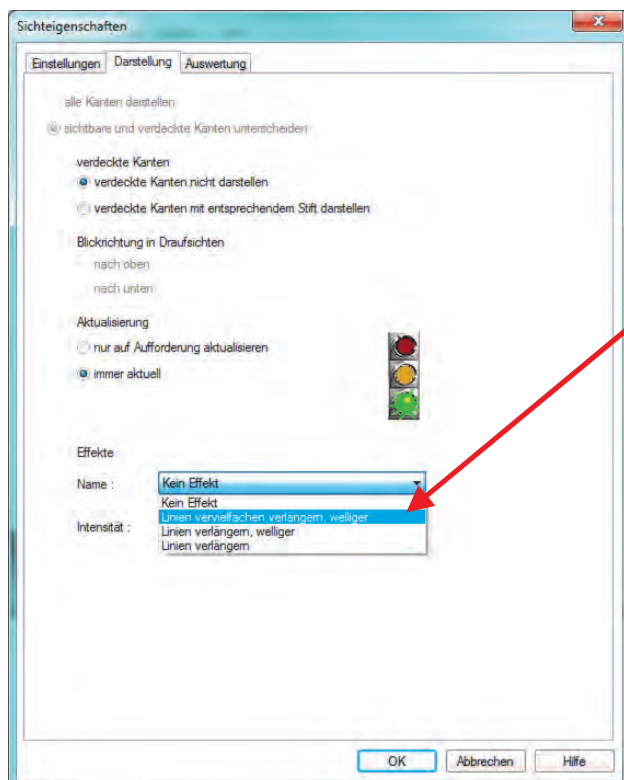 Sichteigenschaften
Einstellungen Darstellung Auswertung
alle Kanten darstellen
sichtbare und verdeckte Kanten unterscheiden
verdeckte Kanten
verdeckte Kanten nicht darstellen
verdeckte Kanten mit entsprechendem Stift darstellen
Blickrichtung in Draufsichten
nach oben
nach unten
Aktualisierung
nur auf Aufforderung aktualisieren
immer aktuell
Effekte
Name : Kein Effekt
Kein Effekt
Linien vervielfachen verlängern, welliger
Intensität : Linien verlängern, welliger
Linien verlängern
OK Abbrechen Hilfe